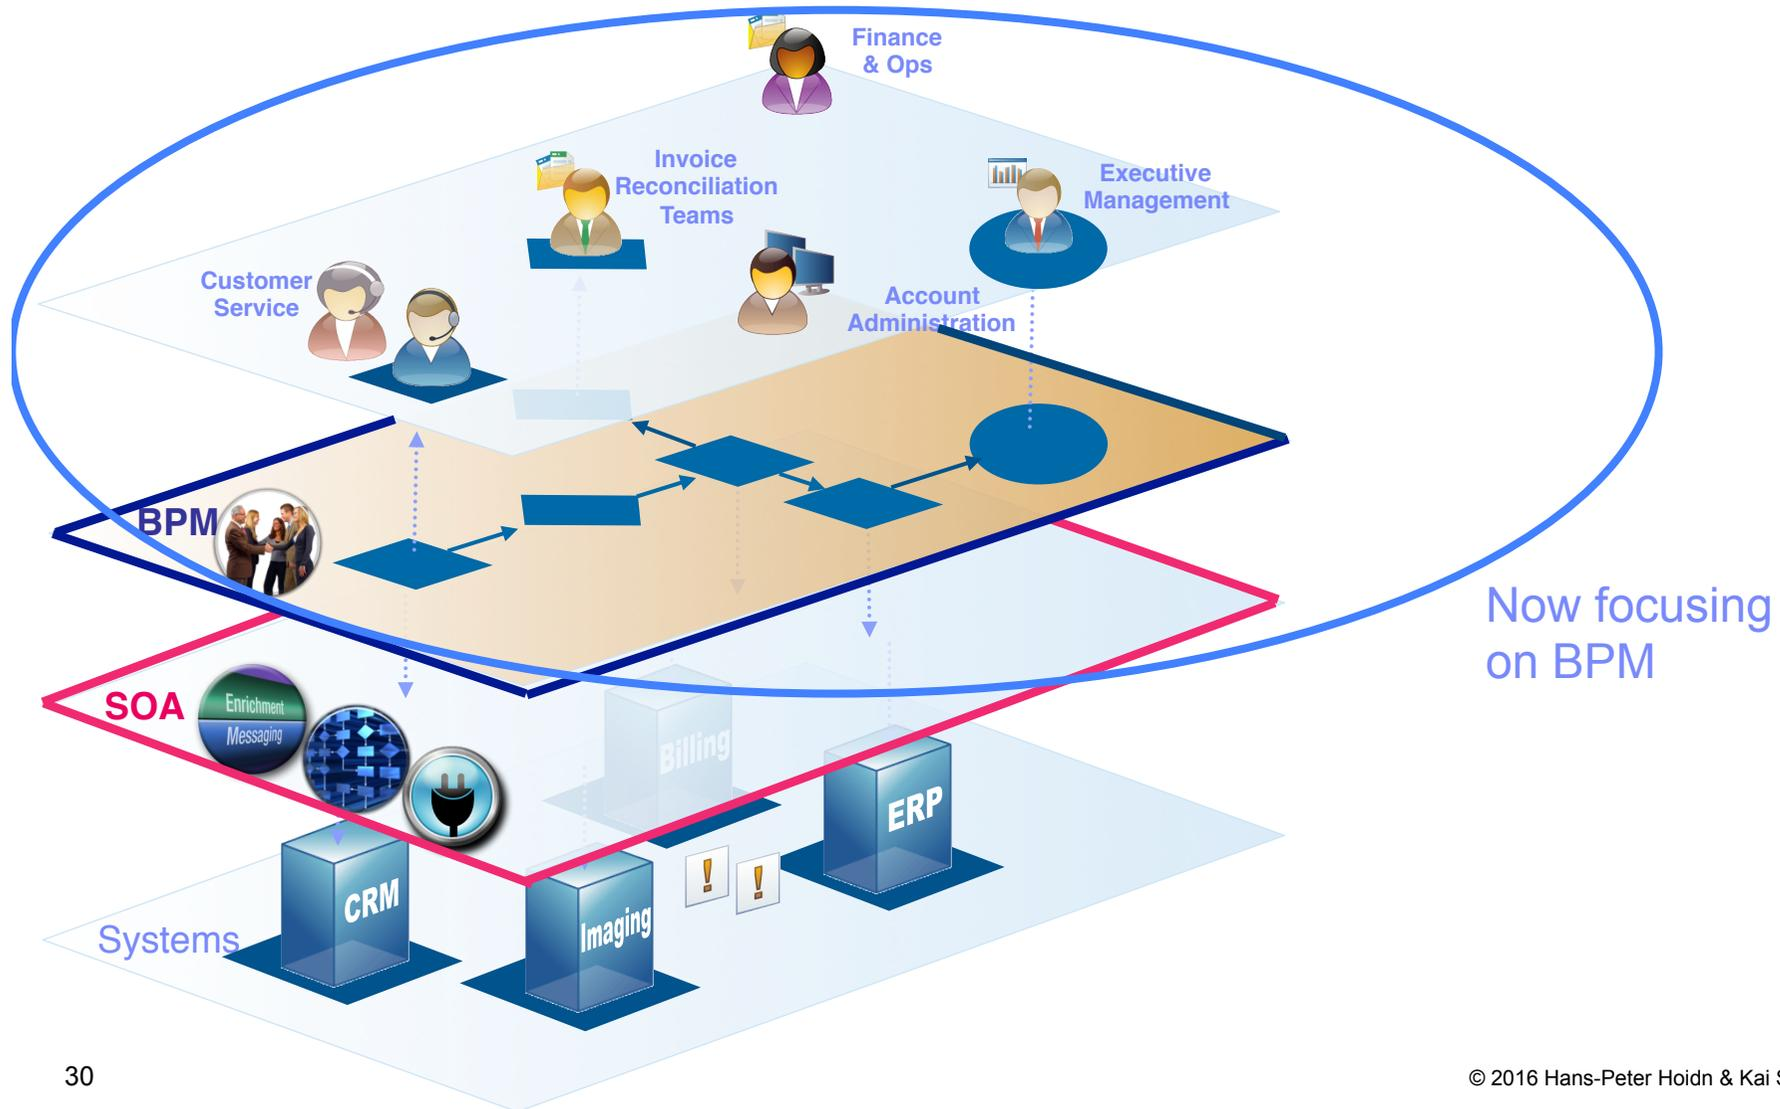 Finance
& Ops
Invoice
Reconciliation
Teams
Executive
Management
Customer
Service
Account
Administration
BPM
Now focusing
on BPM
SOA
Enrichment
Messaging
Billing
ERP
CRM
Imaging
Systems
30
© 2016 Hans-Peter Hoidn & Kai